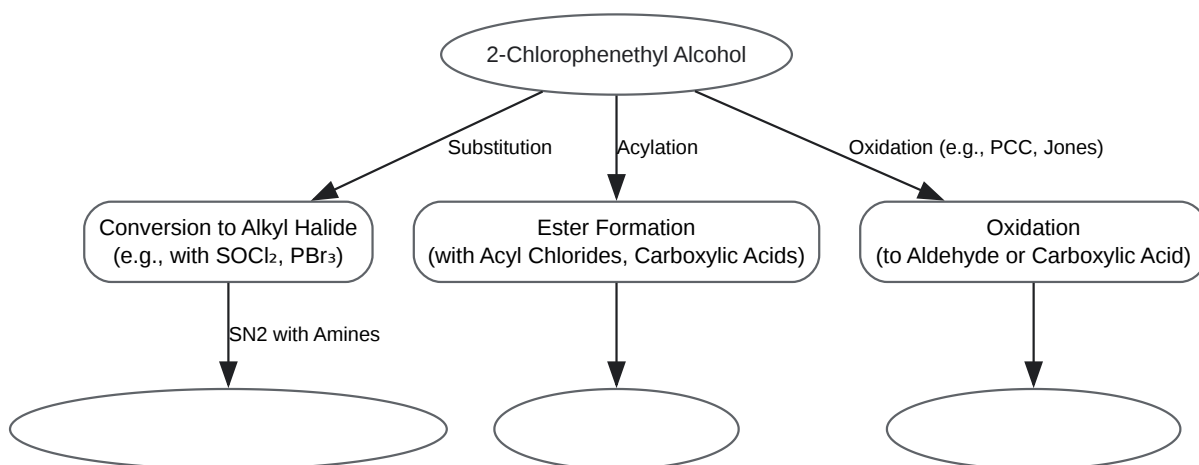 2-Chlorophenethyl Alcohol
Substitution
Acylation
Oxidation (e.g., PCC, Jones)
Conversion to Alkyl Halide
(e.g., with SOCl₂, PBr₃)
Ester Formation
(with Acyl Chlorides, Carboxylic Acids)
Oxidation
(to Aldehyde or Carboxylic Acid)
SN2 with Amines